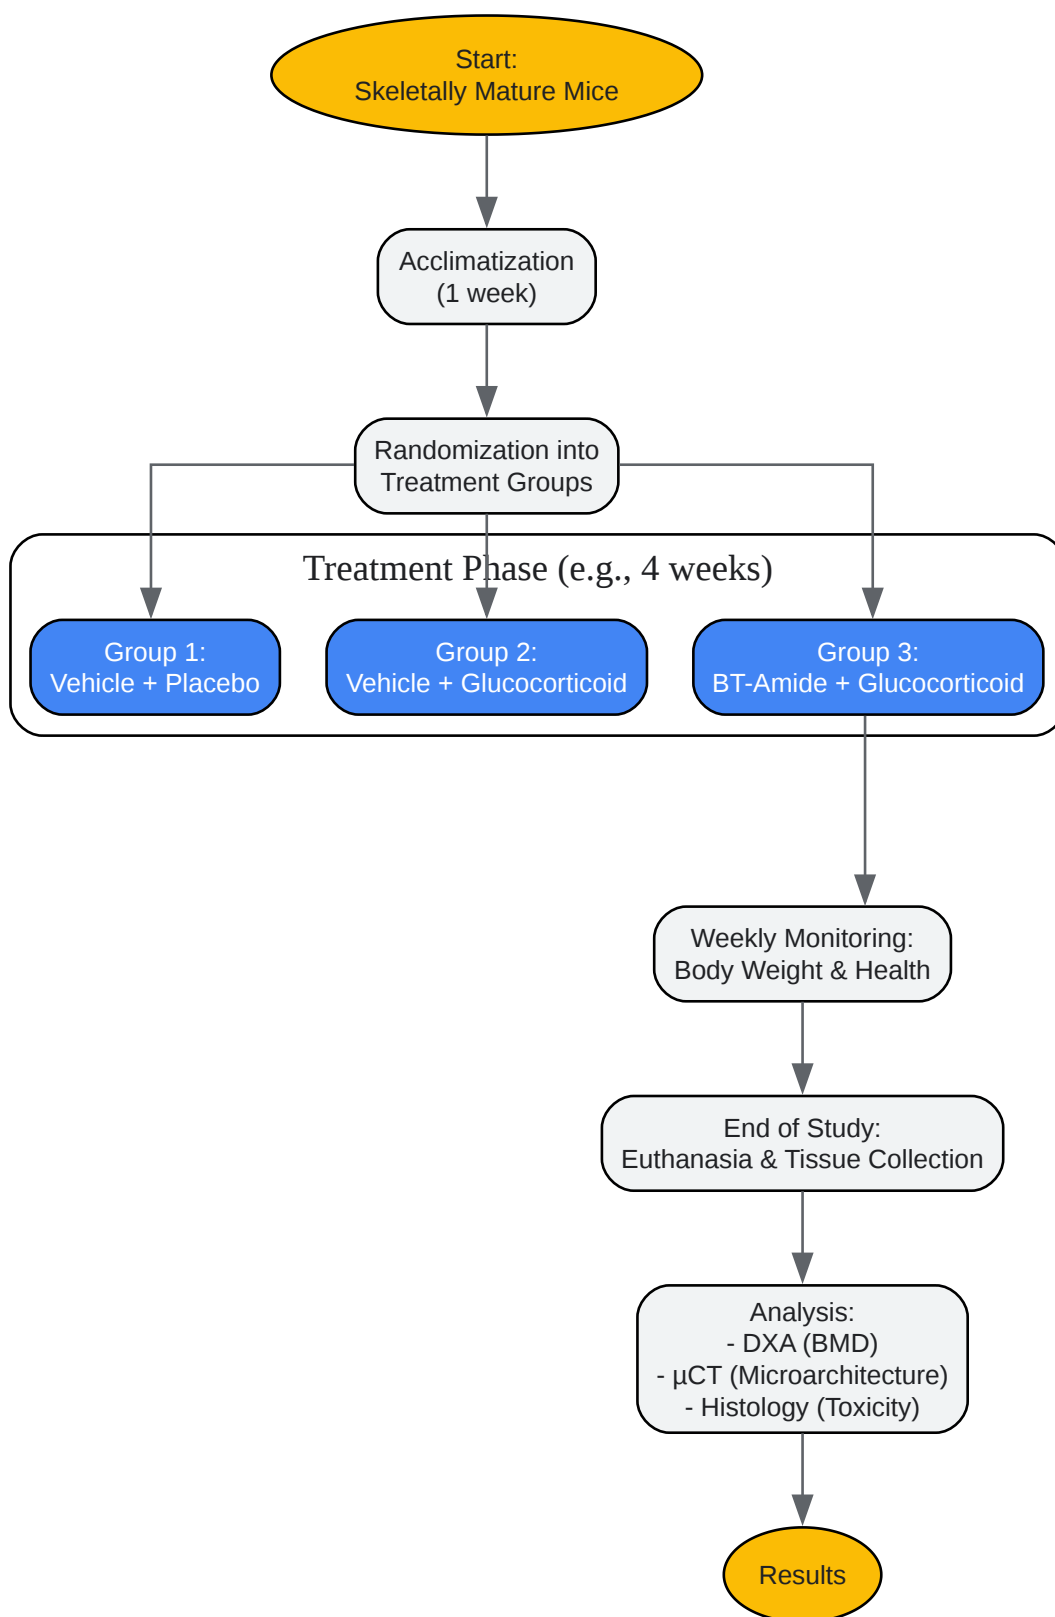 Start:
Skeletally Mature Mice
Acclimatization
(1 week)
Randomization into
Treatment Groups
Treatment Phase (e.g., 4 weeks)
Group 1:
Vehicle + Placebo
Group 2:
Vehicle + Glucocorticoid
Group 3:
BT-Amide + Glucocorticoid
Weekly Monitoring:
Body Weight & Health
End of Study:
Euthanasia & Tissue Collection
Analysis:
- DXA (BMD)
- µCT (Microarchitecture)
- Histology (Toxicity)
Results